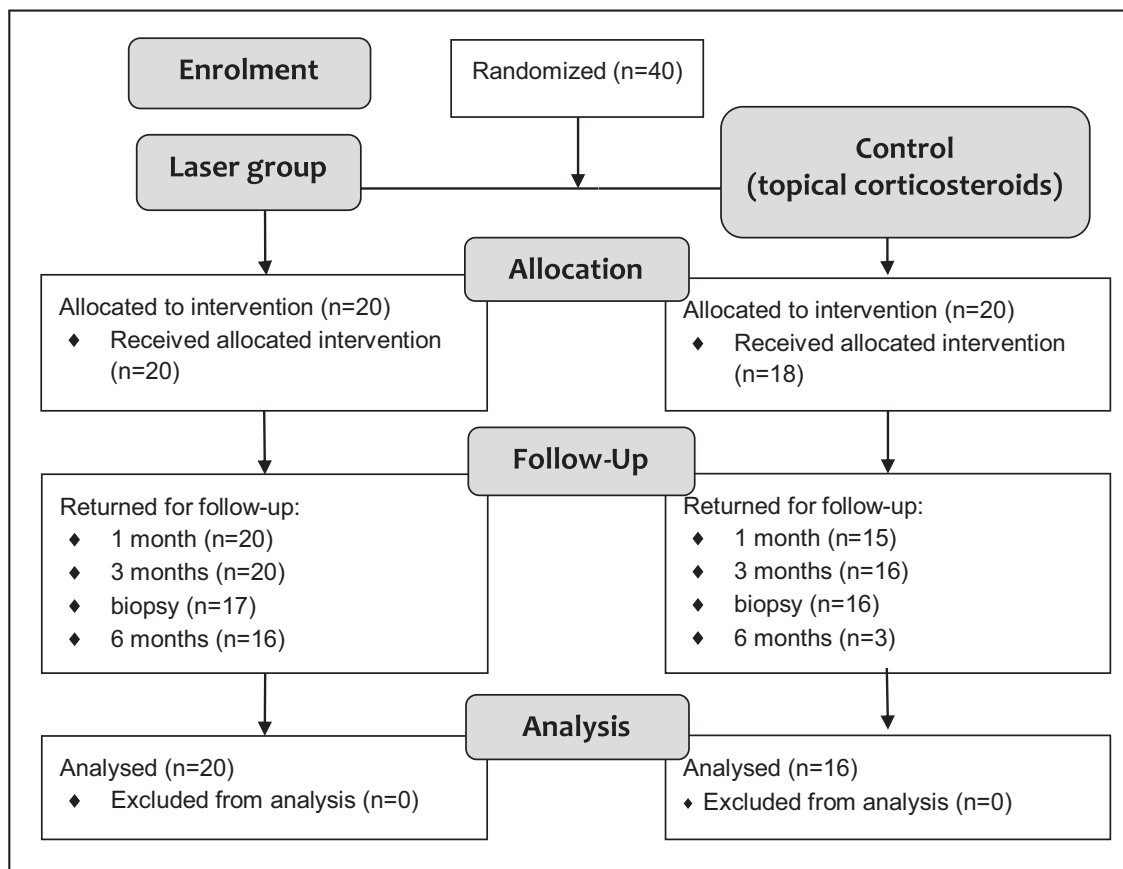 Enrolment
Randomized (n=40)
Laser group
Control
(topical corticosteroids)
Allocation
Allocated to intervention (n=20)
♦ Received allocated intervention
(n=20)
Allocated to intervention (n=20)
♦ Received allocated intervention
(n=18)
Follow-Up
Returned for follow-up:
♦ 1 month (n=20)
♦ 3 months (n=20)
♦ biopsy (n=17)
♦ 6 months (n=16)
Returned for follow-up:
♦ 1 month (n=15)
♦ 3 months (n=16)
♦ biopsy (n=16)
♦ 6 months (n=3)
Analysis
Analysed (n=20)
♦ Excluded from analysis (n=0)
Analysed (n=16)
♦ Excluded from analysis (n=0)